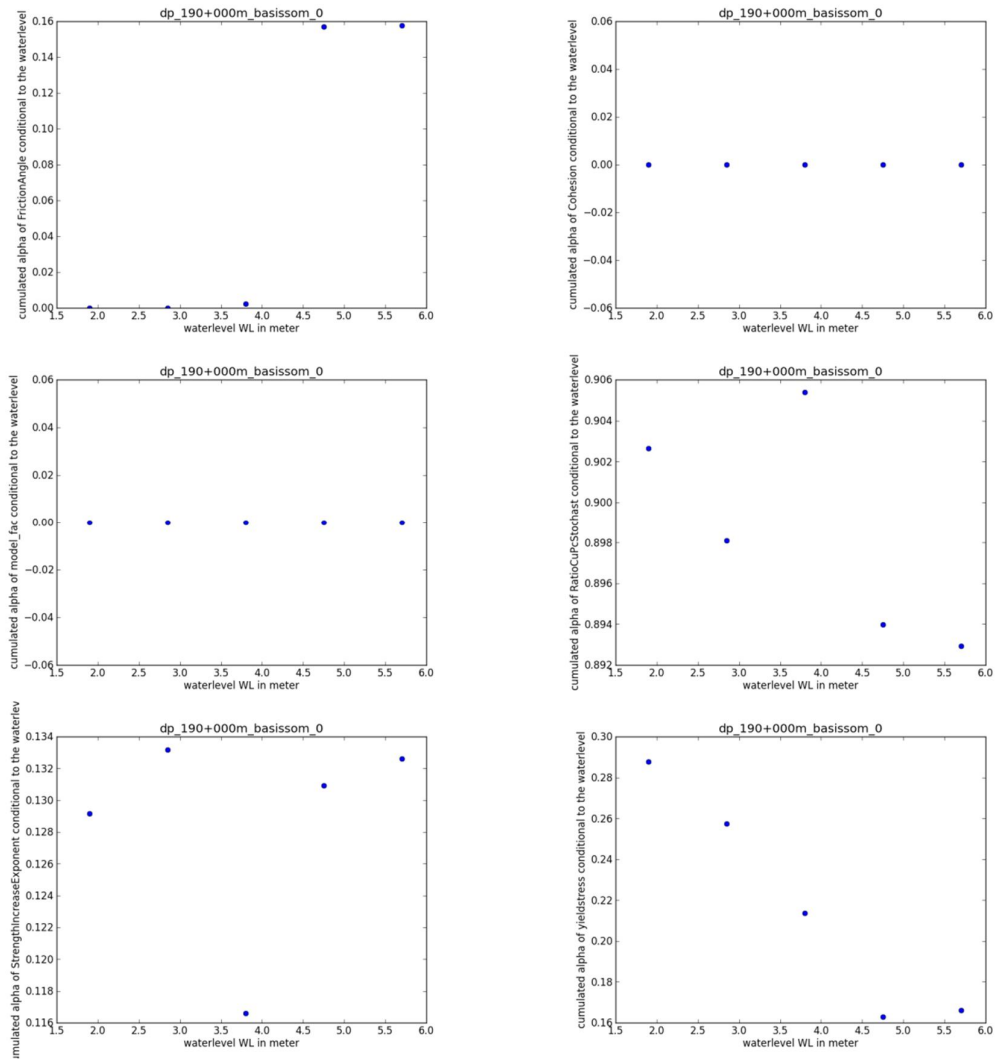 dp_190+000m_basissom_0
cumulated alpha of FrictionAngle conditional to the waterlevel
0.16
0.14
0.12
0.10
0.08
0.06
0.04
0.02
0.00
1.5 2.0 2.5 3.0 3.5 4.0 4.5 5.0 5.5 6.0
waterlevel WL in meter
dp_190+000m_basissom_0
cumulated alpha of Cohesion conditional to the waterlevel
0.06
0.04
0.02
0.00
−0.02
−0.04
−0.06
1.5 2.0 2.5 3.0 3.5 4.0 4.5 5.0 5.5 6.0
waterlevel WL in meter
dp_190+000m_basissom_0
cumulated alpha of model_fac conditional to the waterlevel
0.06
0.04
0.02
0.00
−0.02
−0.04
−0.06
1.5 2.0 2.5 3.0 3.5 4.0 4.5 5.0 5.5 6.0
waterlevel WL in meter
dp_190+000m_basissom_0
cumulated alpha of RatioCuPcStochast conditional to the waterlevel
0.906
0.904
0.902
0.900
0.898
0.896
0.894
0.892
1.5 2.0 2.5 3.0 3.5 4.0 4.5 5.0 5.5 6.0
waterlevel WL in meter
dp_190+000m_basissom_0
umulated alpha of StrengthIncreaseExponent conditional to the waterlev
0.134
0.132
0.130
0.128
0.126
0.124
0.122
0.120
0.118
0.116
1.5 2.0 2.5 3.0 3.5 4.0 4.5 5.0 5.5 6.0
waterlevel WL in meter
dp_190+000m_basissom_0
cumulated alpha of yieldstress conditional to the waterlevel
0.30
0.28
0.26
0.24
0.22
0.20
0.18
0.16
1.5 2.0 2.5 3.0 3.5 4.0 4.5 5.0 5.5 6.0
waterlevel WL in meter